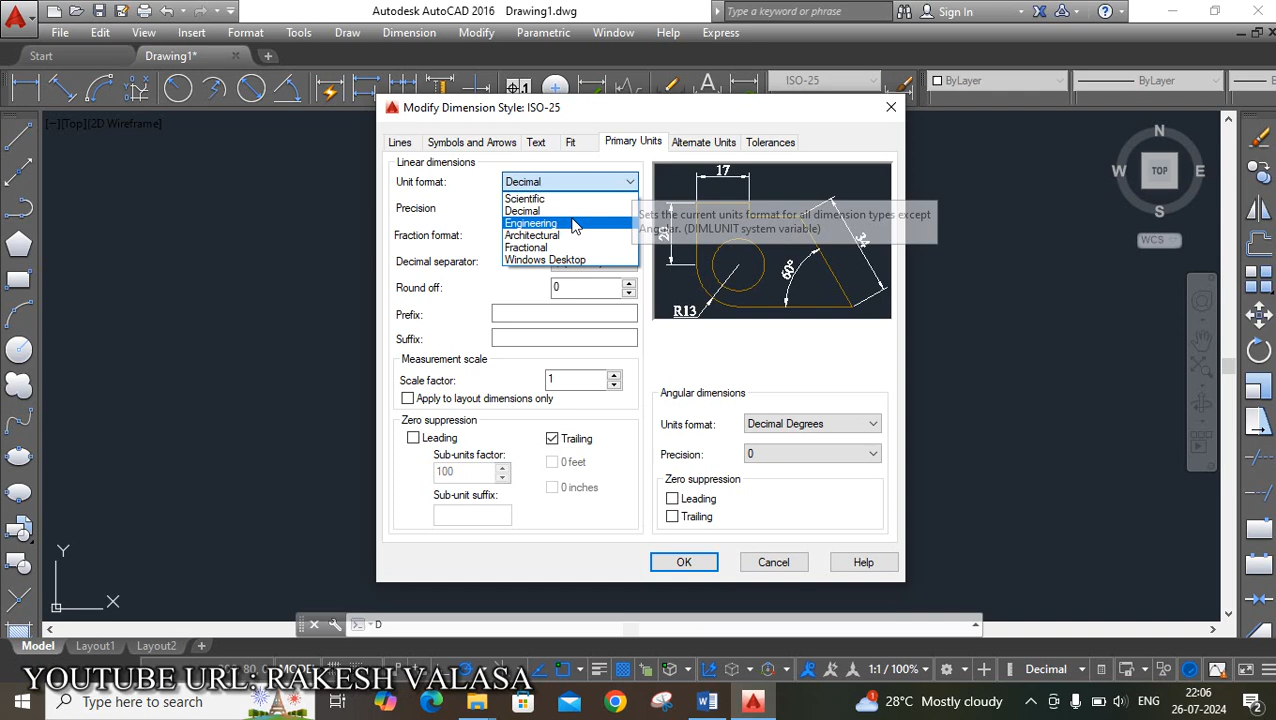 Autodesk AutoCAD 2016 Drawing1.dwg
Type a keyword or phrase
Sign In
File Edit View Insert Format Tools Draw Dimension Modify Parametric Window Help Express
Start
Drawing1*
ISO-25
ByLayer
ByLayer
[−][Top][2D Wireframe]
Modify Dimension Style: ISO-25
Lines Symbols and Arrows Text Fit Primary Units Alternate Units Tolerances
Linear dimensions
Unit format: Decimal
Scientific
Decimal
Engineering
Architectural
Fractional
Windows Desktop
Precision
Fraction format:
Decimal separator:
Round off: 0
Prefix:
Suffix:
Measurement scale
Scale factor: 1
Apply to layout dimensions only
Zero suppression
Leading
Trailing
Sub-units factor:
100
0 feet
0 inches
Sub-unit suffix:
17
Sets the current units format for all dimension types except
Angular. (DIMLUNIT system variable)
34
60°
R13
Angular dimensions
Units format: Decimal Degrees
Precision: 0
Zero suppression
Leading
Trailing
OK Cancel Help
N
W TOP E
S
WCS
Y
X
D
Model Layout1 Layout2
MODEL
1:1 / 100%
Decimal
YOUTUBE URL: RAKESH VALASA
Type here to search
28°C Mostly cloudy
ENG
22:06
26-07-2024